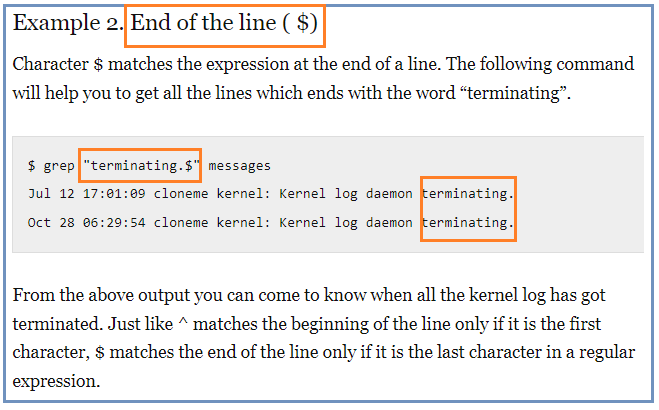 Example 2. End of the line ( $)
Character $ matches the expression at the end of a line. The following command
will help you to get all the lines which ends with the word “terminating”.
$ grep "terminating.$" messages
Jul 12 17:01:09 cloneme kernel: Kernel log daemon terminating.
Oct 28 06:29:54 cloneme kernel: Kernel log daemon terminating.
From the above output you can come to know when all the kernel log has got
terminated. Just like ^ matches the beginning of the line only if it is the first
character, $ matches the end of the line only if it is the last character in a regular
expression.